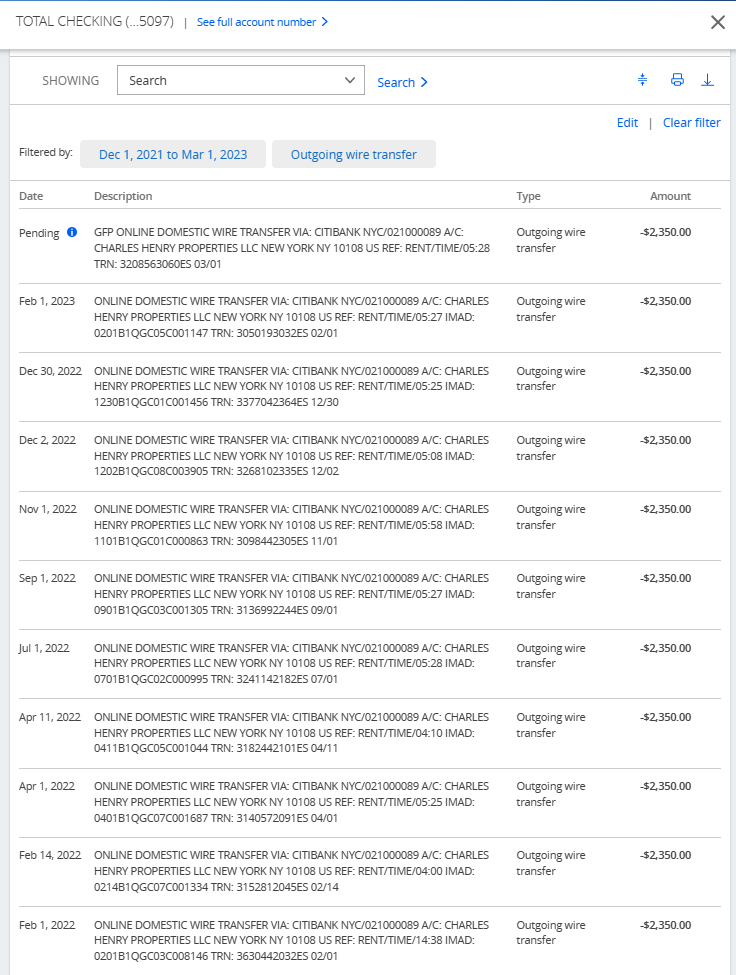 TOTAL CHECKING (...5097) | See full account number
SHOWING Search Search
Edit | Clear filter
Filtered by: Dec 1, 2021 to Mar 1, 2023 Outgoing wire transfer
Date Description Type Amount
Pending GFP ONLINE DOMESTIC WIRE TRANSFER VIA: CITIBANK NYC/021000089 A/C: Outgoing wire -$2,350.00
CHARLES HENRY PROPERTIES LLC NEW YORK NY 10108 US REF: RENT/TIME/05:28 transfer
TRN: 3208563060ES 03/01
Feb 1, 2023 ONLINE DOMESTIC WIRE TRANSFER VIA: CITIBANK NYC/021000089 A/C: CHARLES Outgoing wire -$2,350.00
HENRY PROPERTIES LLC NEW YORK NY 10108 US REF: RENT/TIME/05:27 IMAD: transfer
0201B1QGC05C001147 TRN: 3050193032ES 02/01
Dec 30, 2022 ONLINE DOMESTIC WIRE TRANSFER VIA: CITIBANK NYC/021000089 A/C: CHARLES Outgoing wire -$2,350.00
HENRY PROPERTIES LLC NEW YORK NY 10108 US REF: RENT/TIME/05:25 IMAD: transfer
1230B1QGC01C001456 TRN: 3377042364ES 12/30
Dec 2, 2022 ONLINE DOMESTIC WIRE TRANSFER VIA: CITIBANK NYC/021000089 A/C: CHARLES Outgoing wire -$2,350.00
HENRY PROPERTIES LLC NEW YORK NY 10108 US REF: RENT/TIME/05:08 IMAD: transfer
1202B1QGC08C003905 TRN: 3268102335ES 12/02
Nov 1, 2022 ONLINE DOMESTIC WIRE TRANSFER VIA: CITIBANK NYC/021000089 A/C: CHARLES Outgoing wire -$2,350.00
HENRY PROPERTIES LLC NEW YORK NY 10108 US REF: RENT/TIME/05:58 IMAD: transfer
1101B1QGC01C000863 TRN: 3098442305ES 11/01
Sep 1, 2022 ONLINE DOMESTIC WIRE TRANSFER VIA: CITIBANK NYC/021000089 A/C: CHARLES Outgoing wire -$2,350.00
HENRY PROPERTIES LLC NEW YORK NY 10108 US REF: RENT/TIME/05:27 IMAD: transfer
0901B1QGC03C001305 TRN: 3136992244ES 09/01
Jul 1, 2022 ONLINE DOMESTIC WIRE TRANSFER VIA: CITIBANK NYC/021000089 A/C: CHARLES Outgoing wire -$2,350.00
HENRY PROPERTIES LLC NEW YORK NY 10108 US REF: RENT/TIME/05:28 IMAD: transfer
0701B1QGC02C000995 TRN: 3241142182ES 07/01
Apr 11, 2022 ONLINE DOMESTIC WIRE TRANSFER VIA: CITIBANK NYC/021000089 A/C: CHARLES Outgoing wire -$2,350.00
HENRY PROPERTIES LLC NEW YORK NY 10108 US REF: RENT/TIME/04:10 IMAD: transfer
0411B1QGC05C001044 TRN: 3182442101ES 04/11
Apr 1, 2022 ONLINE DOMESTIC WIRE TRANSFER VIA: CITIBANK NYC/021000089 A/C: CHARLES Outgoing wire -$2,350.00
HENRY PROPERTIES LLC NEW YORK NY 10108 US REF: RENT/TIME/05:25 IMAD: transfer
0401B1QGC07C001687 TRN: 3140572091ES 04/01
Feb 14, 2022 ONLINE DOMESTIC WIRE TRANSFER VIA: CITIBANK NYC/021000089 A/C: CHARLES Outgoing wire -$2,350.00
HENRY PROPERTIES LLC NEW YORK NY 10108 US REF: RENT/TIME/04:00 IMAD: transfer
0214B1QGC07C001334 TRN: 3152812045ES 02/14
Feb 1, 2022 ONLINE DOMESTIC WIRE TRANSFER VIA: CITIBANK NYC/021000089 A/C: CHARLES Outgoing wire -$2,350.00
HENRY PROPERTIES LLC NEW YORK NY 10108 US REF: RENT/TIME/14:38 IMAD: transfer
0201B1QGC03C008146 TRN: 3630442032ES 02/01